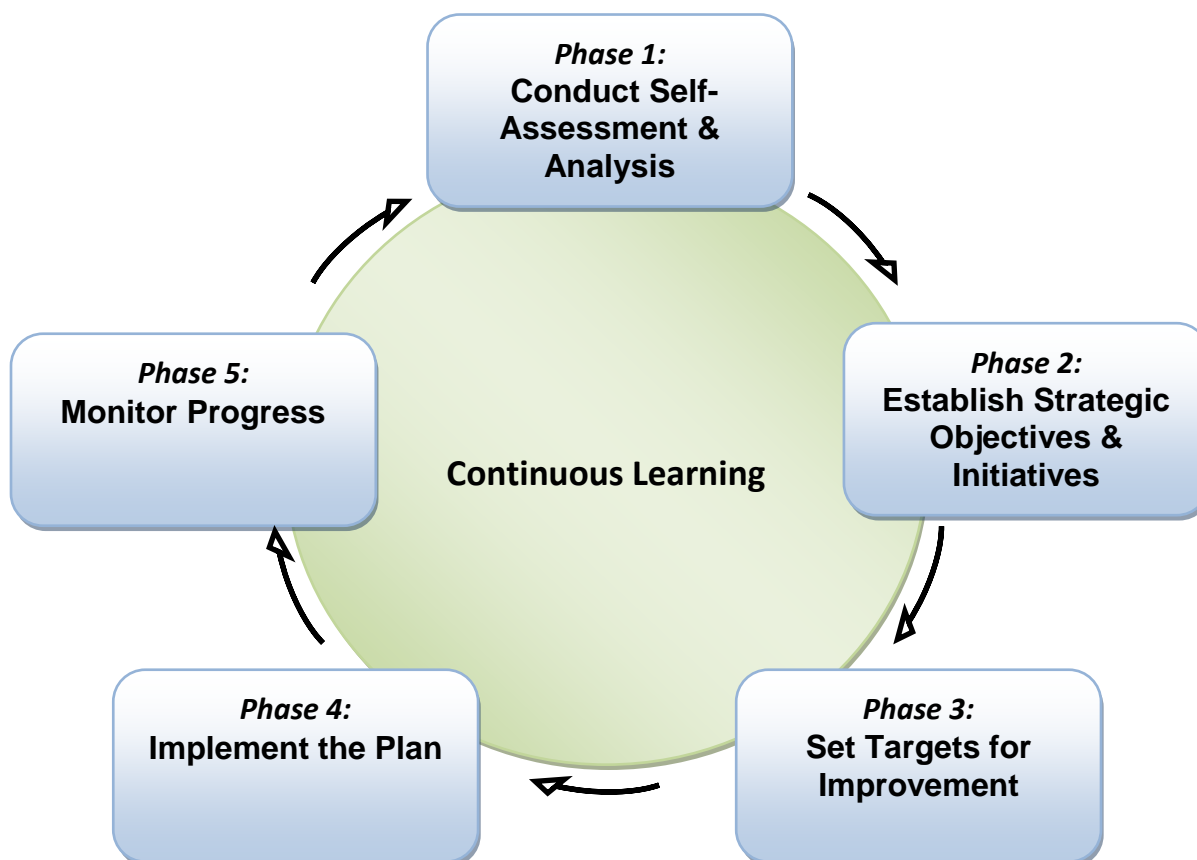 Phase 1:
Conduct Self-
Assessment &
Analysis
Phase 2:
Establish Strategic
Objectives &
Initiatives
Phase 3:
Set Targets for
Improvement
Phase 4:
Implement the Plan
Phase 5:
Monitor Progress
Continuous Learning